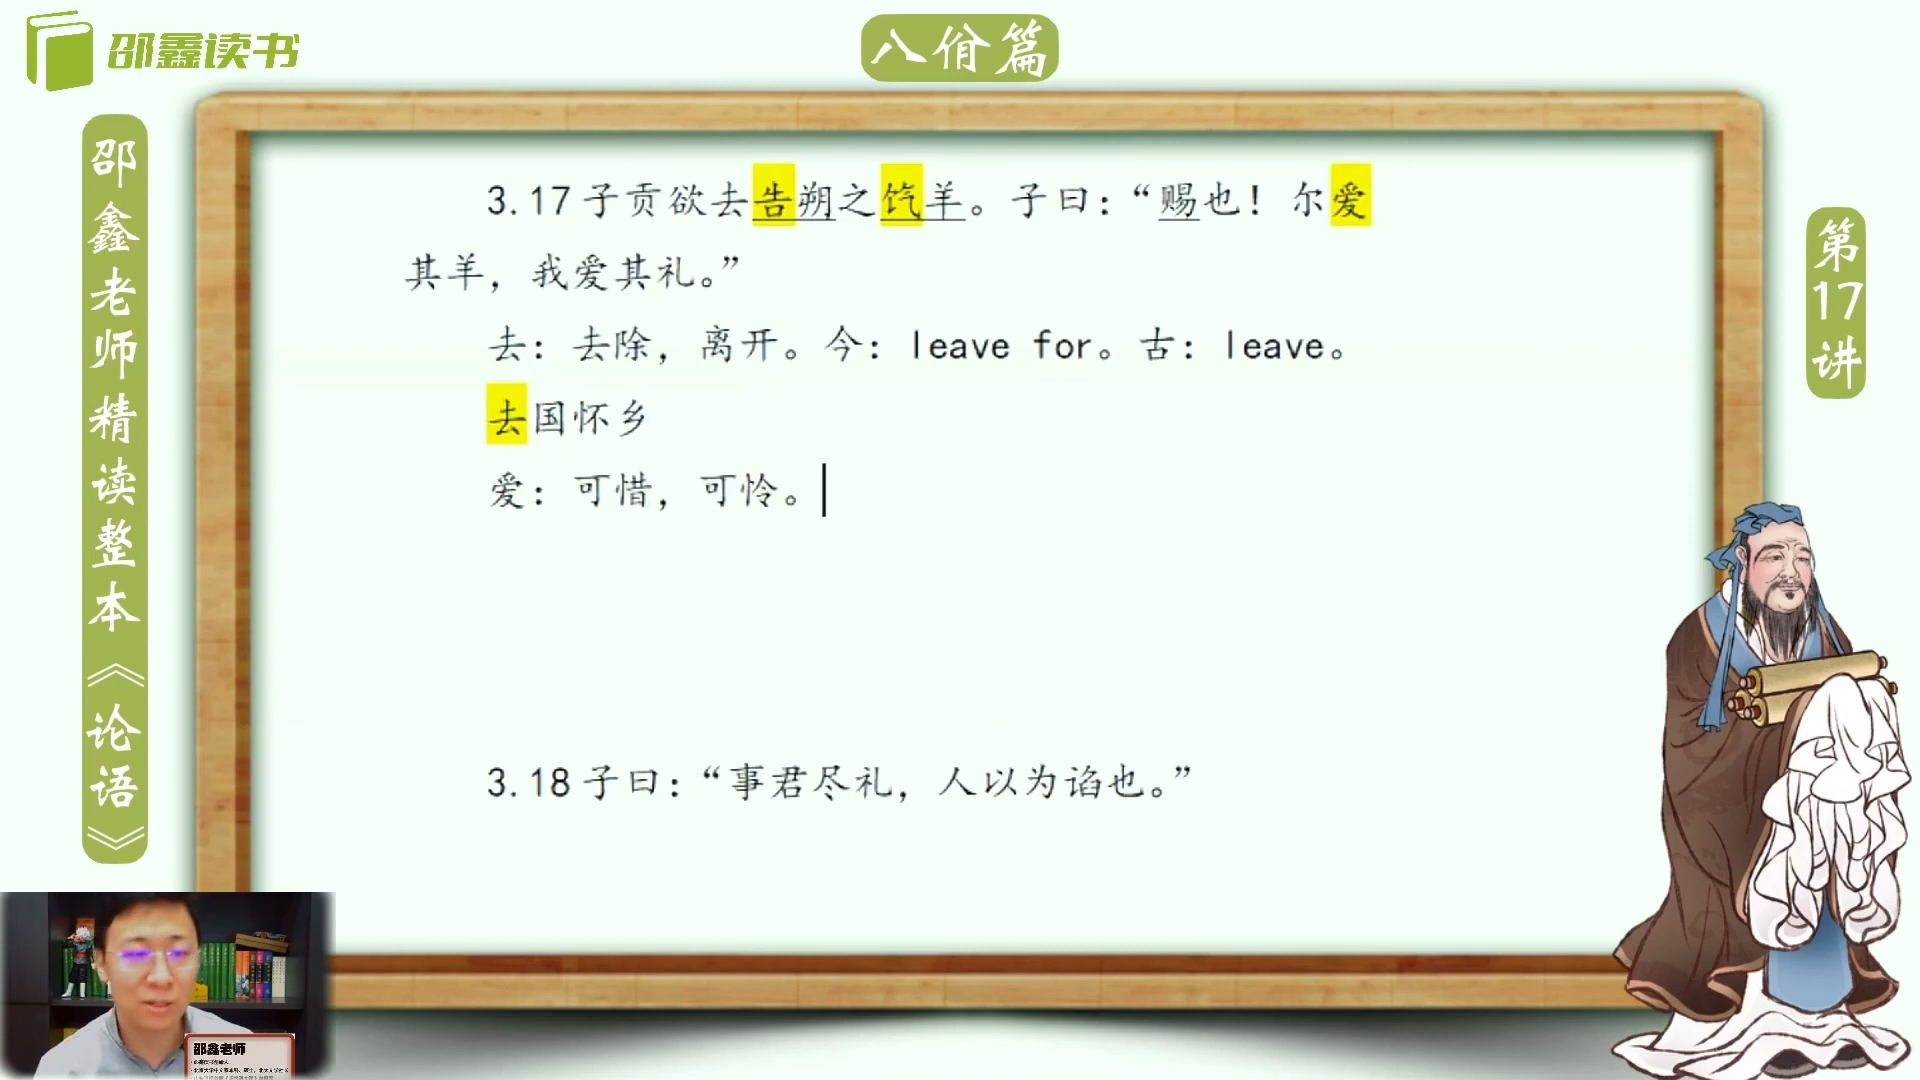 邵鑫读书
八佾篇
邵鑫老师精读整本《论语》
第17讲
3.17子贡欲去告朔之饩羊。子曰：“赐也！尔爱
其羊，我爱其礼。”
去：去除，离开。今：leave for。古：leave。
去国怀乡
爱：可惜，可怜。
3.18子曰：“事君尽礼，人以为谄也。”
邵鑫老师